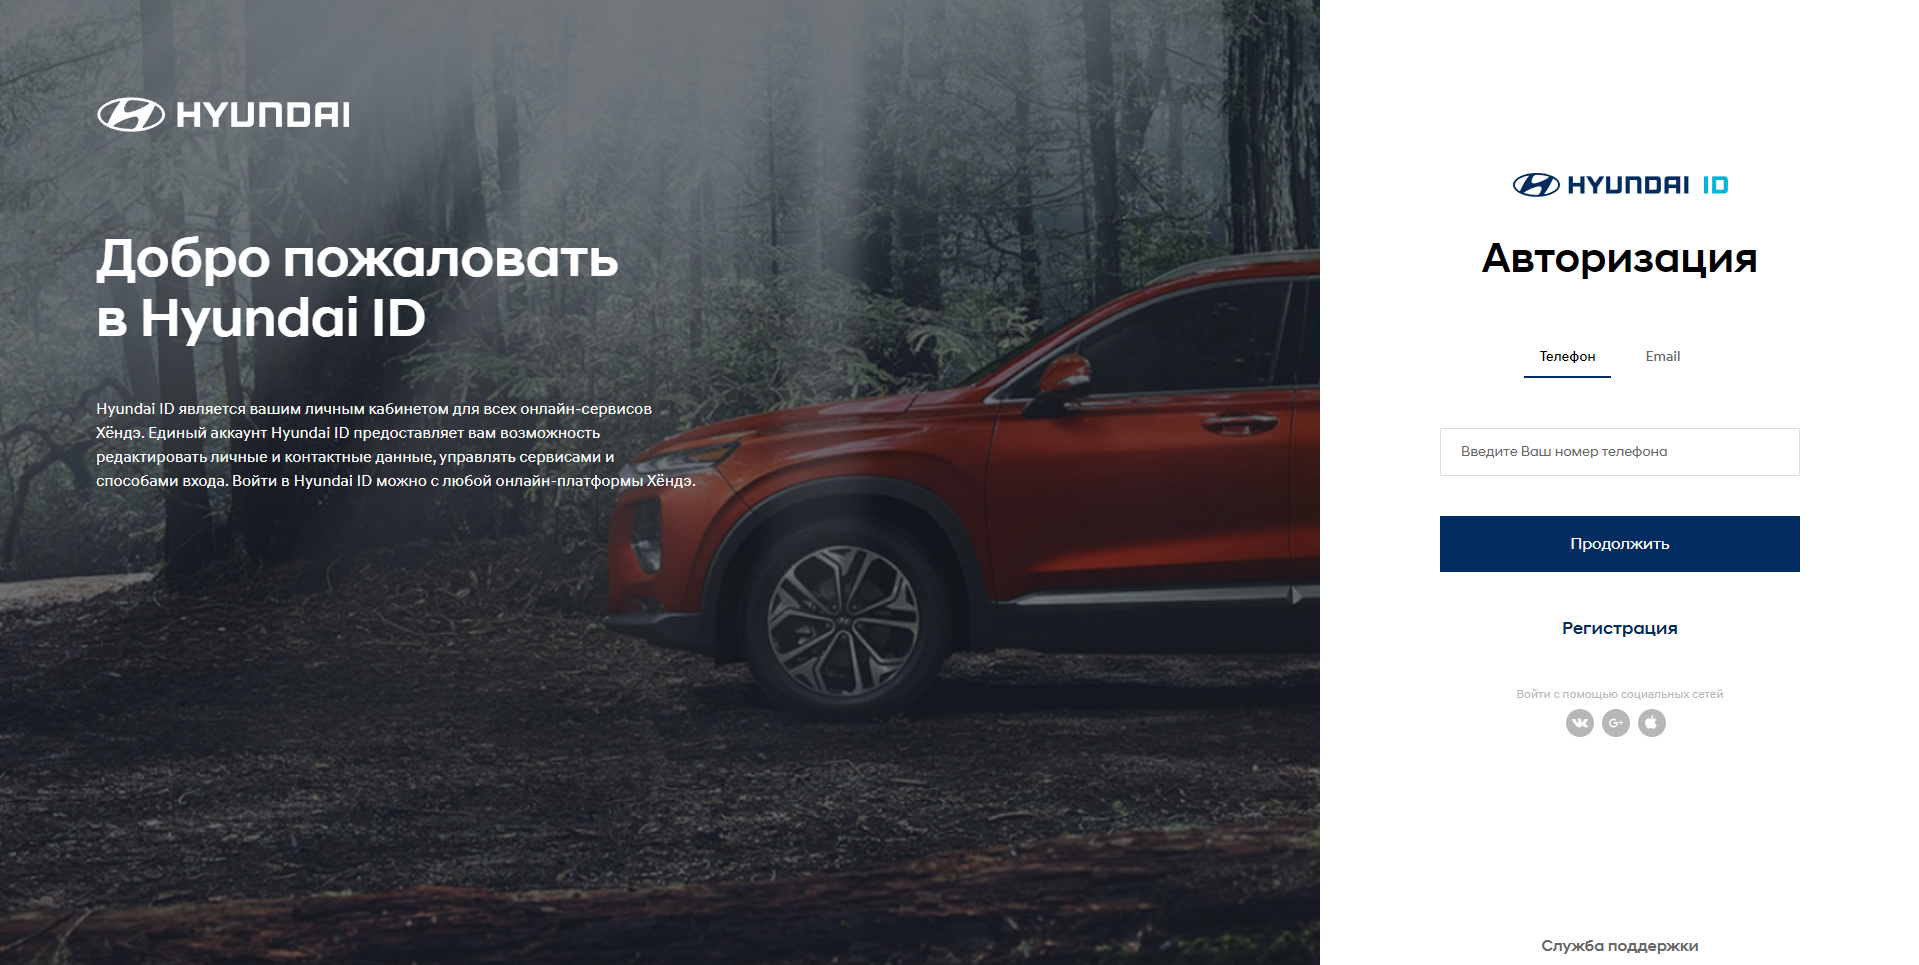 HYUNDAI
Добро пожаловать
в Hyundai ID
Hyundai ID является вашим личным кабинетом для всех онлайн-сервисов
Хёндэ. Единый аккаунт Hyundai ID предоставляет вам возможность
редактировать личные и контактные данные, управлять сервисами и
способами входа. Войти в Hyundai ID можно с любой онлайн-платформы Хёндэ.
HYUNDAI ID
Авторизация
Телефон Email
Введите Ваш номер телефона
Продолжить
Регистрация
Войти с помощью социальных сетей
G+
Служба поддержки